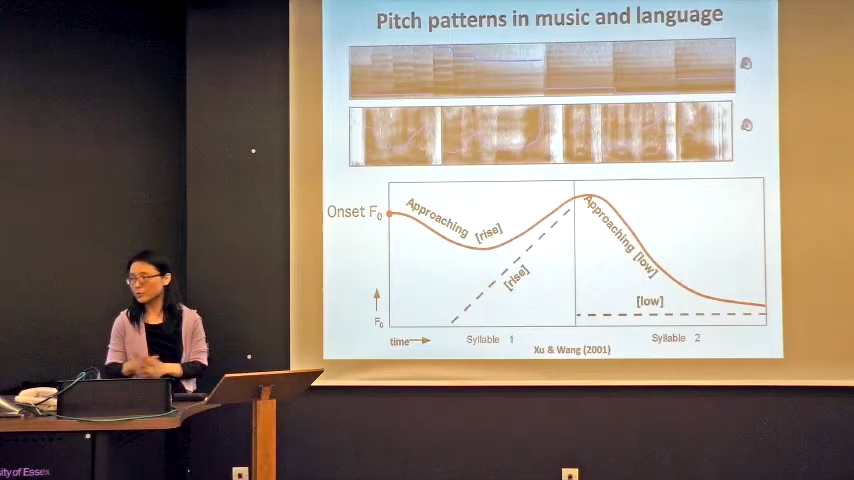 Pitch patterns in music and language
Onset F₀
Approaching [rise]
[rise]
Approaching [low]
[low]
F₀
time
Syllable 1
Syllable 2
Xu & Wang (2001)
sity of Essex